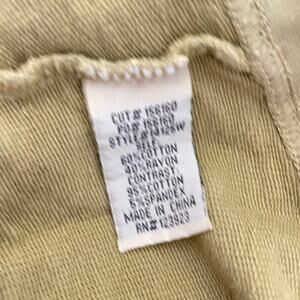 CUT# 156160
PO# 156160
STYLE# 14126W
SELF
60%COTTON
40%RAYON
CONTRAST
95%COTTON
5%SPANDEX
MADE IN CHINA
RN# 123923